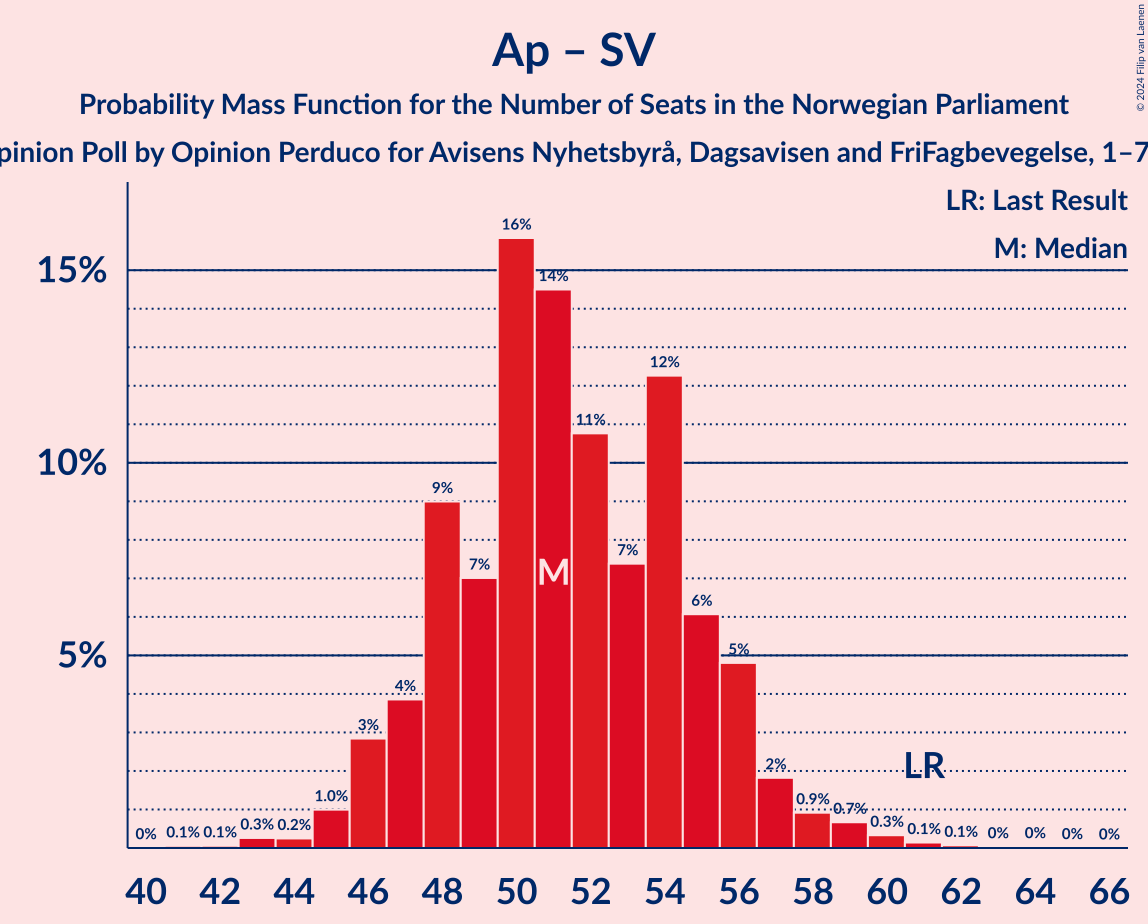 Ap – SV
Probability Mass Function for the Number of Seats in the Norwegian Parliament
pinion Poll by Opinion Perduco for Avisens Nyhetsbyrå, Dagsavisen and FriFagbevegelse, 1–7
© 2024 Filip van Laenen
LR: Last Result
M: Median
15%
10%
5%
0% 0.1% 0.1% 0.3% 0.2% 1.0% 3% 4% 9% 7% 16% 14% 11% 7% 12% 6% 5% 2% 0.9% 0.7% 0.3% 0.1% 0.1% 0% 0% 0% 0%
M
LR
40 42 44 46 48 50 52 54 56 58 60 62 64 66